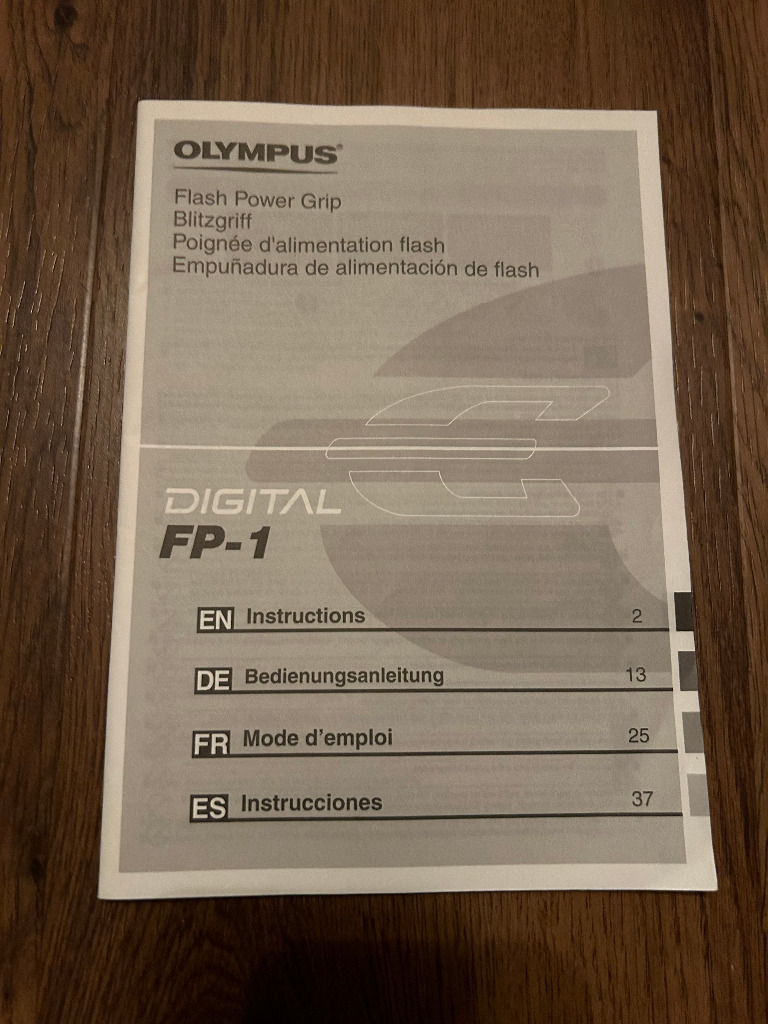 OLYMPUS®
Flash Power Grip
Blitzgriff
Poignée d'alimentation flash
Empuñadura de alimentación de flash
DIGITAL
FP-1
EN Instructions 2
DE Bedienungsanleitung 13
FR Mode d'emploi 25
ES Instrucciones 37